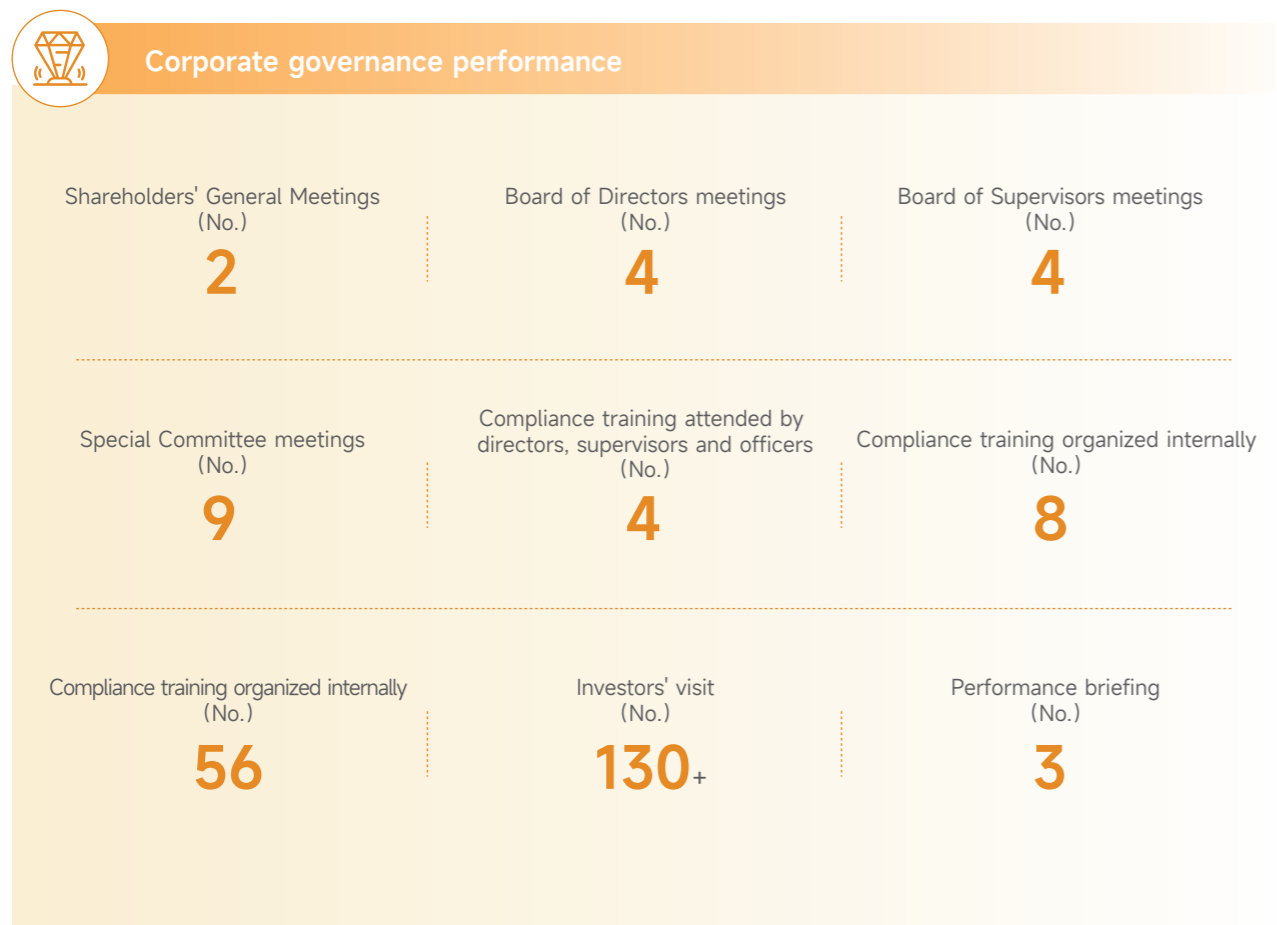 Corporate governance performance
Shareholders' General Meetings
(No.)
2
Board of Directors meetings
(No.)
4
Board of Supervisors meetings
(No.)
4
Special Committee meetings
(No.)
9
Compliance training attended by
directors, supervisors and officers
(No.)
4
Compliance training organized internally
(No.)
8
Compliance training organized internally
(No.)
56
Investors' visit
(No.)
130+
Performance briefing
(No.)
3